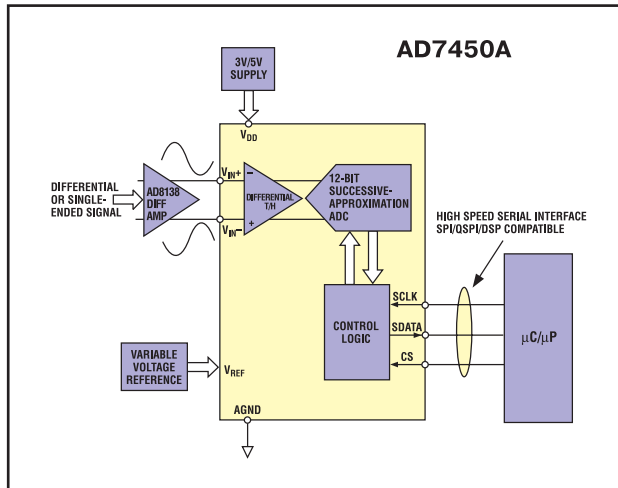 AD7450A
3V/5V
SUPPLY
VDD
DIFFERENTIAL
OR SINGLE-
ENDED SIGNAL
AD8138
DIFF
AMP
VIN+
VIN–
–
DIFFERENTIAL
T/H
+
12-BIT
SUCCESSIVE-
APPROXIMATION
ADC
HIGH SPEED SERIAL INTERFACE
SPI/QSPI/DSP COMPATIBLE
CONTROL
LOGIC
SCLK
SDATA
CS
µC/µP
VARIABLE
VOLTAGE
REFERENCE
VREF
AGND